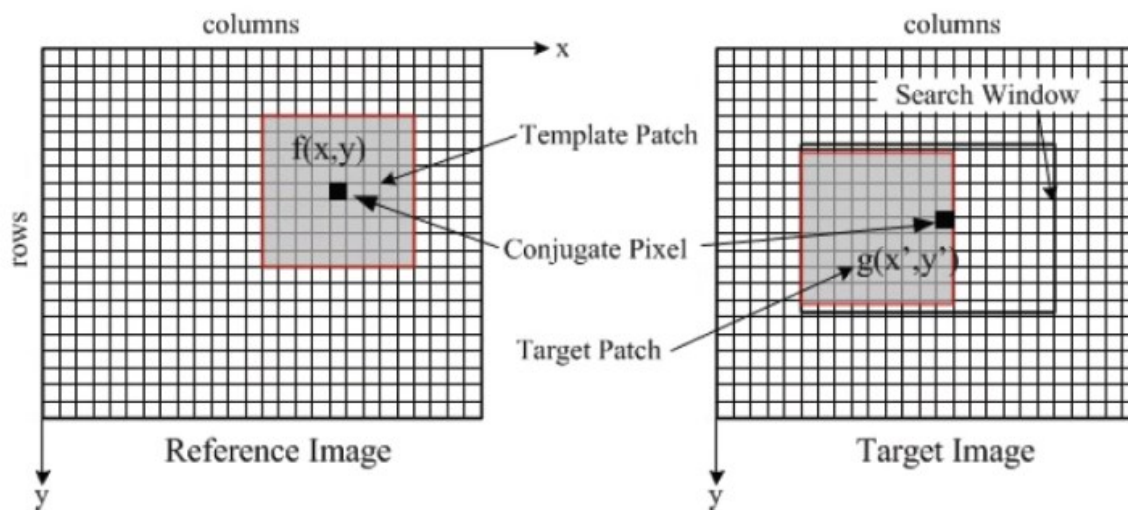 columns
x
f(x,y)
Template Patch
rows
Conjugate Pixel
Reference Image
y
columns
Search Window
g(x’,y’)
Target Patch
Target Image
y